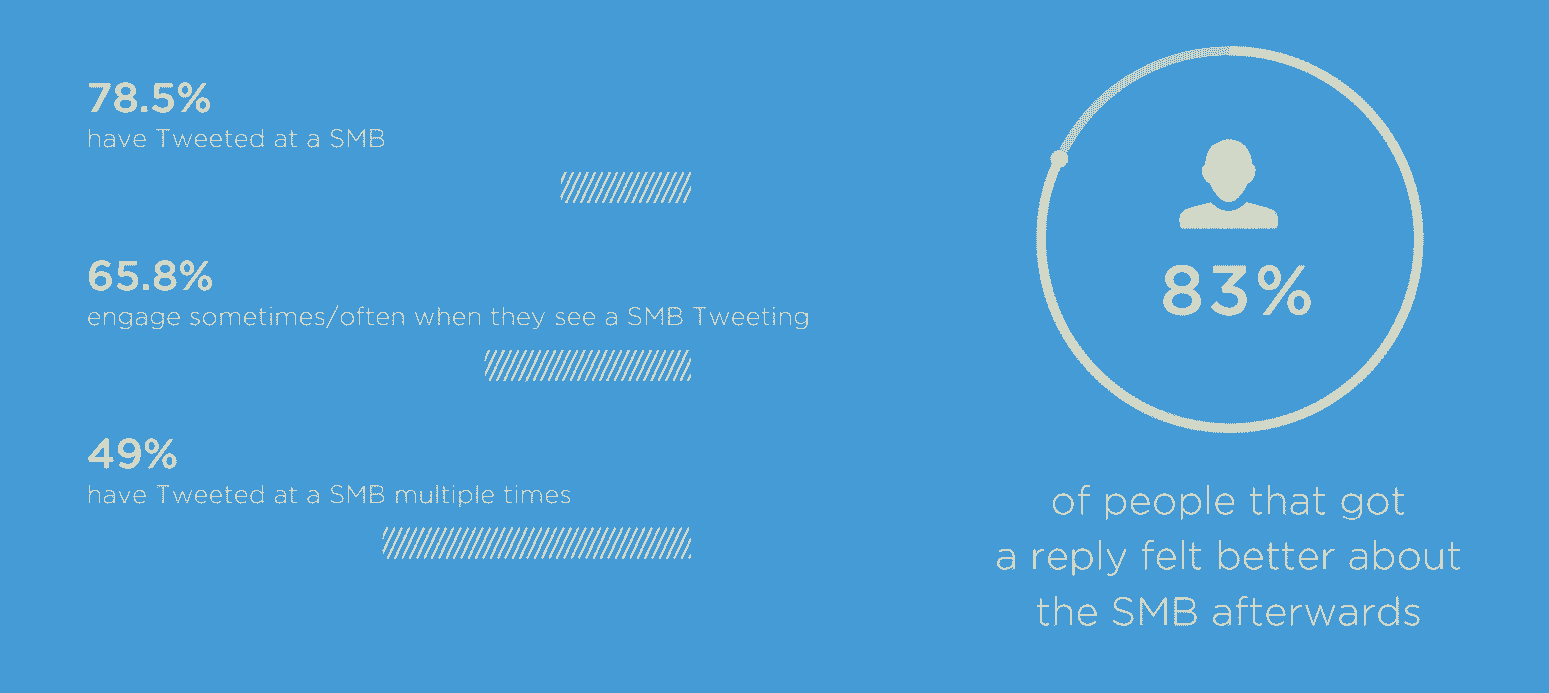 78.5%
have Tweeted at a SMB
65.8%
engage sometimes/often when they see a SMB Tweeting
49%
have Tweeted at a SMB multiple times
83%
of people that got
a reply felt better about
the SMB afterwards